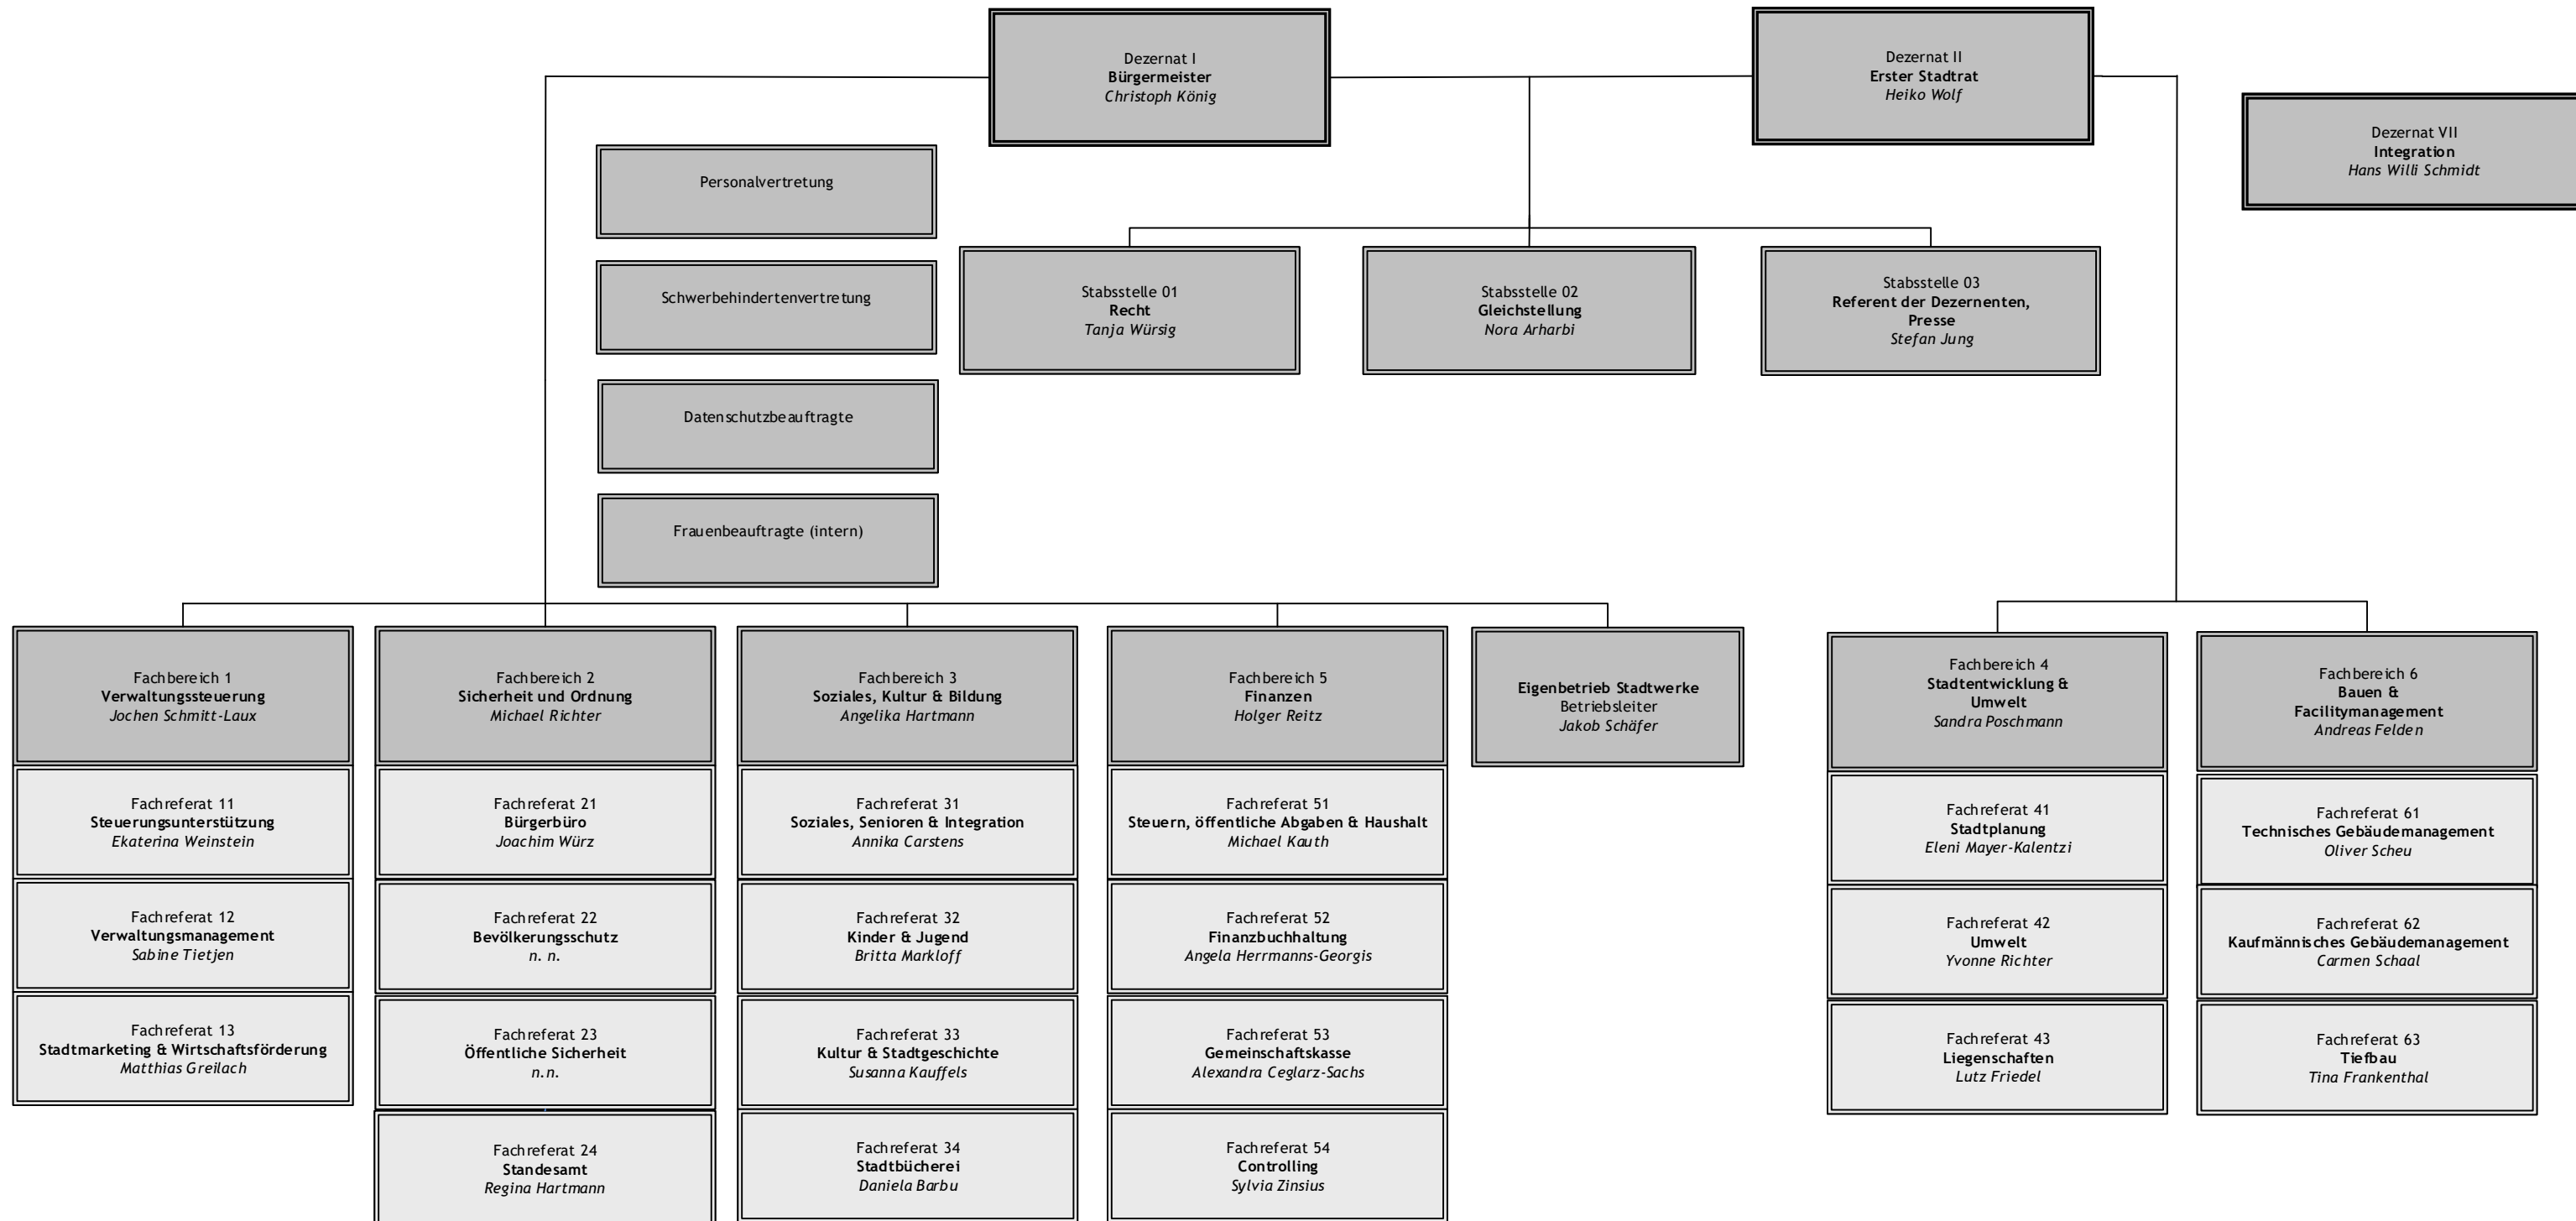 Dezernat I
Bürgermeister
Christoph König
Dezernat II
Erster Stadtrat
Heiko Wolf
Dezernat VII
Integration
Hans Willi Schmidt
Personalvertretung
Schwerbehindertenvertretung
Datenschutzbeauftragte
Frauenbeauftragte (intern)
Stabsstelle 01
Recht
Tanja Würsig
Stabsstelle 02
Gleichstellung
Nora Arharbi
Stabsstelle 03
Referent der Dezernenten,
Presse
Stefan Jung
Fachbereich 1
Verwaltungssteuerung
Jochen Schmitt-Laux
Fachreferat 11
Steuerungsunterstützung
Ekaterina Weinstein
Fachreferat 12
Verwaltungsmanagement
Sabine Tietjen
Fachreferat 13
Stadtmarketing & Wirtschaftsförderung
Matthias Greilach
Fachbereich 2
Sicherheit und Ordnung
Michael Richter
Fachreferat 21
Bürgerbüro
Joachim Würz
Fachreferat 22
Bevölkerungsschutz
n. n.
Fachreferat 23
Öffentliche Sicherheit
n.n.
Fachreferat 24
Standesamt
Regina Hartmann
Fachbereich 3
Soziales, Kultur & Bildung
Angelika Hartmann
Fachreferat 31
Soziales, Senioren & Integration
Annika Carstens
Fachreferat 32
Kinder & Jugend
Britta Markloff
Fachreferat 33
Kultur & Stadtgeschichte
Susanna Kauffels
Fachreferat 34
Stadtbücherei
Daniela Barbu
Fachbereich 5
Finanzen
Holger Reitz
Fachreferat 51
Steuern, öffentliche Abgaben & Haushalt
Michael Kauth
Fachreferat 52
Finanzbuchhaltung
Angela Herrmanns-Georgis
Fachreferat 53
Gemeinschaftskasse
Alexandra Ceglarz-Sachs
Fachreferat 54
Controlling
Sylvia Zinsius
Eigenbetrieb Stadtwerke
Betriebsleiter
Jakob Schäfer
Fachbereich 4
Stadtentwicklung &
Umwelt
Sandra Poschmann
Fachreferat 41
Stadtplanung
Eleni Mayer-Kalentzi
Fachreferat 42
Umwelt
Yvonne Richter
Fachreferat 43
Liegenschaften
Lutz Friedel
Fachbereich 6
Bauen &
Facilitymanagement
Andreas Felden
Fachreferat 61
Technisches Gebäudemanagement
Oliver Scheu
Fachreferat 62
Kaufmännisches Gebäudemanagement
Carmen Schaal
Fachreferat 63
Tiefbau
Tina Frankenthal